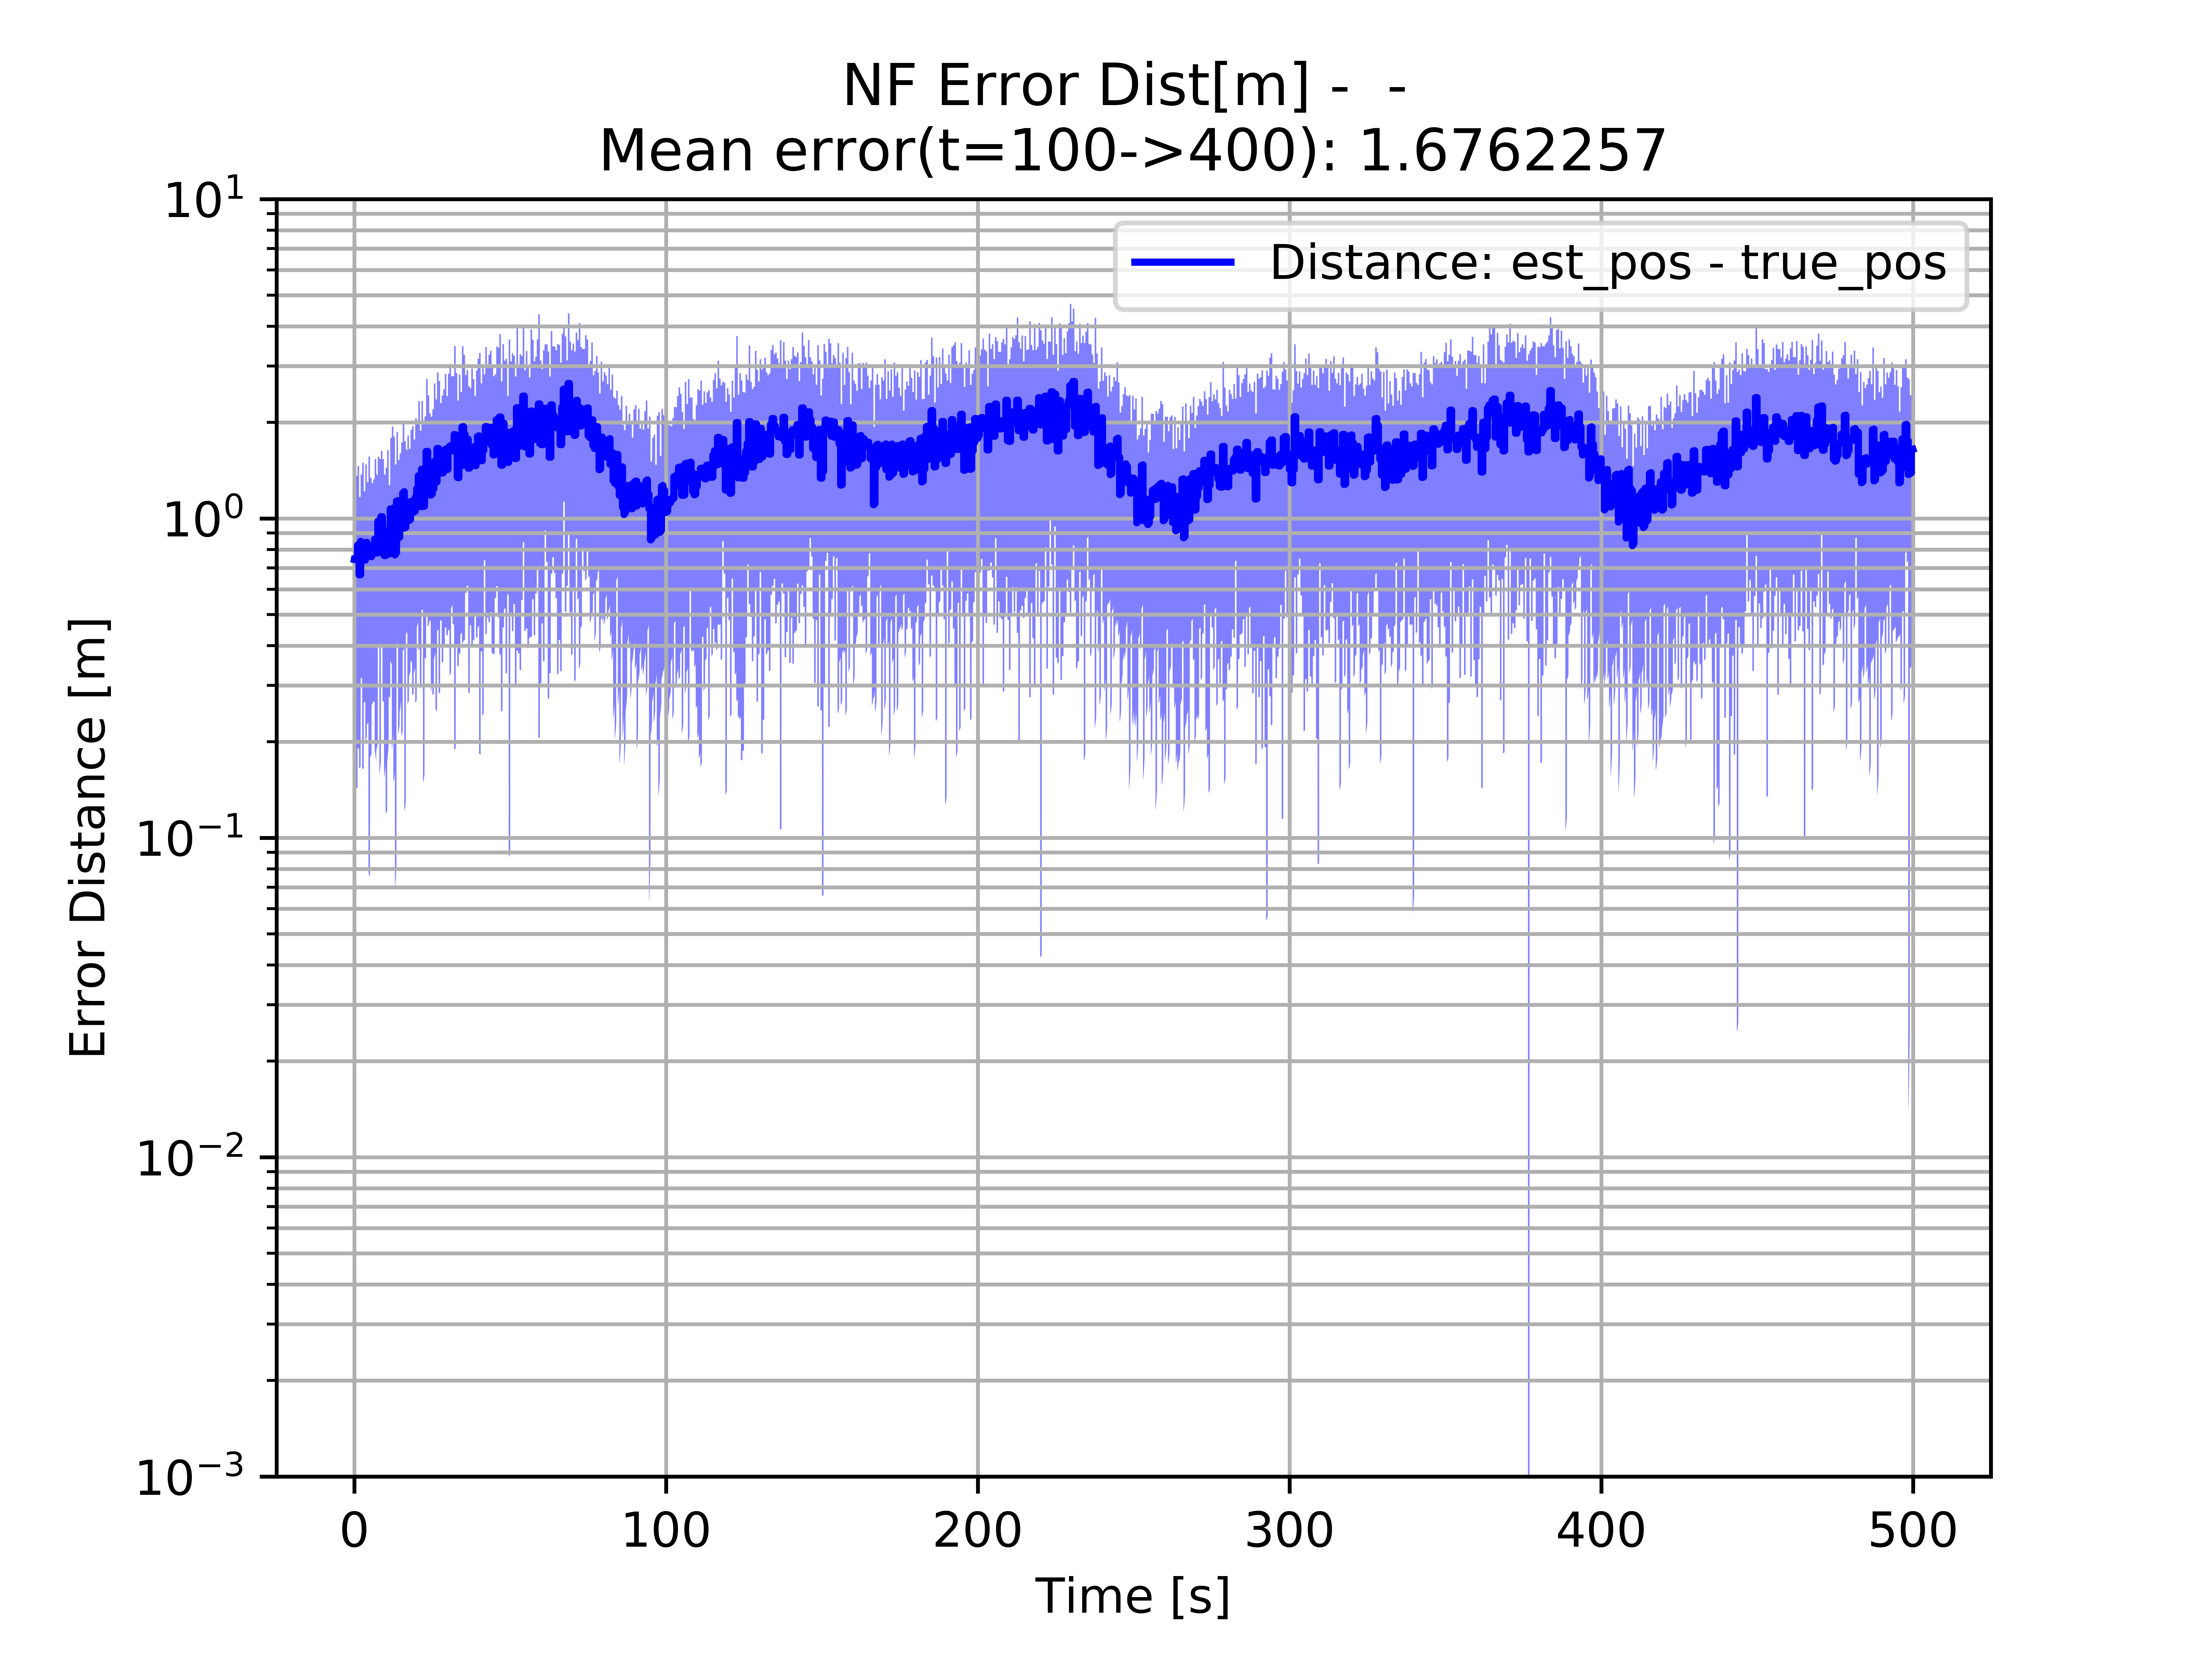 NF Error Dist[m] -  -
Mean error(t=100->400): 1.6762257
Distance: est_pos - true_pos
Error Distance [m]
10¹
10⁰
10⁻¹
10⁻²
10⁻³
0 100 200 300 400 500
Time [s]